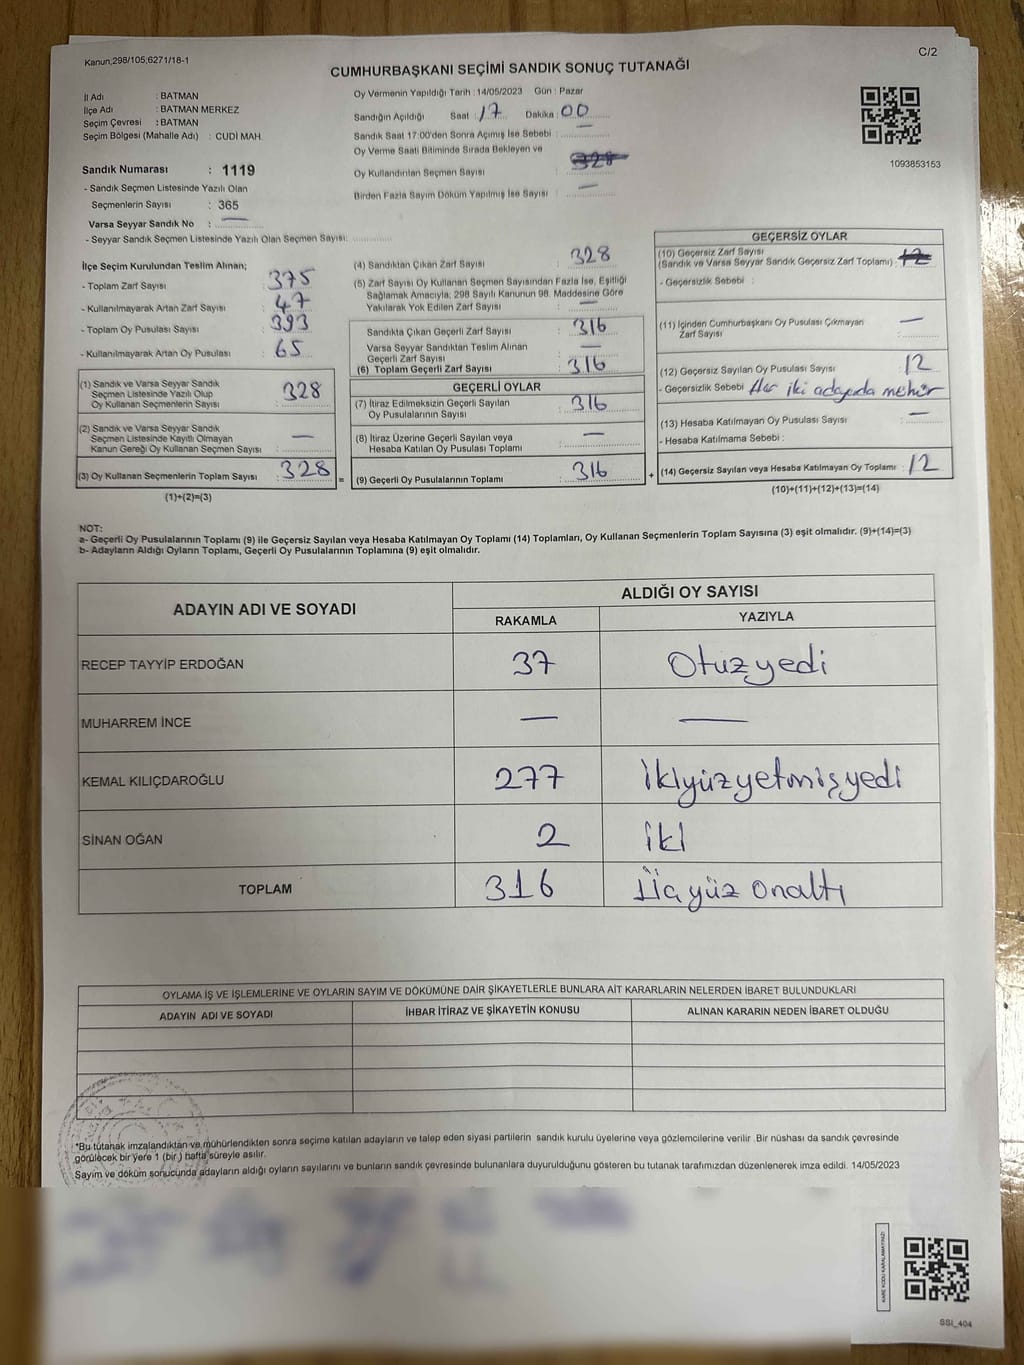 Kanun,298/105;6271/18-1
C/2
CUMHURBAŞKANI SEÇİMİ SANDIK SONUÇ TUTANAĞI
İl Adı : BATMAN
İlçe Adı : BATMAN MERKEZ
Seçim Çevresi : BATMAN
Seçim Bölgesi (Mahalle Adı) : CUDİ MAH.
Sandık Numarası : 1119
- Sandık Seçmen Listesinde Yazılı Olan
Seçmenlerin Sayısı : 365
Varsa Seyyar Sandık No : —
- Seyyar Sandık Seçmen Listesinde Yazılı Olan Seçmen Sayısı:
Oy Vermenin Yapıldığı Tarih : 14/05/2023 Gün : Pazar
Sandığın Açıldığı Saat : 17 Dakika : 00
Sandık Saat 17:00'den Sonra Açımış İse Sebebi : —
Oy Verme Saati Bitiminde Sırada Bekleyen ve
Oy Kullandırılan Seçmen Sayısı : 328
Birden Fazla Sayım Döküm Yapılmış İse Sayısı : —
1093853153
İlçe Seçim Kurulundan Teslim Alınan;
- Toplam Zarf Sayısı : 375
- Kullanılmayarak Artan Zarf Sayısı : 47
- Toplam Oy Pusulası Sayısı : 393
- Kullanılmayarak Artan Oy Pusulası : 65
(1) Sandık ve Varsa Seyyar Sandık
Seçmen Listesinde Yazılı Olup
Oy Kullanan Seçmenlerin Sayısı : 328
(2) Sandık ve Varsa Seyyar Sandık
Seçmen Listesinde Kayıtlı Olmayan
Kanun Gereği Oy Kullanan Seçmen Sayısı : —
(3) Oy Kullanan Seçmenlerin Toplam Sayısı : 328
(1)+(2)=(3)
=
(4) Sandıktan Çıkan Zarf Sayısı : 328
(5) Zarf Sayısı Oy Kullanan Seçmen Sayısından Fazla İse, Eşitliği
Sağlamak Amacıyla; 298 Sayılı Kanunun 98. Maddesine Göre
Yakılarak Yok Edilen Zarf Sayısı : —
Sandıkta Çıkan Geçerli Zarf Sayısı : 316
Varsa Seyyar Sandıktan Teslim Alınan
Geçerli Zarf Sayısı : —
(6) Toplam Geçerli Zarf Sayısı : 316
GEÇERLİ OYLAR
(7) İtiraz Edilmeksizin Geçerli Sayılan
Oy Pusulalarının Sayısı : 316
(8) İtiraz Üzerine Geçerli Sayılan veya
Hesaba Katılan Oy Pusulası Toplamı : —
(9) Geçerli Oy Pusulalarının Toplamı : 316
+
GEÇERSİZ OYLAR
(10) Geçersiz Zarf Sayısı
(Sandık ve Varsa Seyyar Sandık Geçersiz Zarf Toplamı) : 12
- Geçersizlik Sebebi :
(11) İçinden Cumhurbaşkanı Oy Pusulası Çıkmayan
Zarf Sayısı : —
(12) Geçersiz Sayılan Oy Pusulası Sayısı : 12
- Geçersizlik Sebebi : Her iki adayada mühür
(13) Hesaba Katılmayan Oy Pusulası Sayısı : —
- Hesaba Katılmama Sebebi :
(14) Geçersiz Sayılan veya Hesaba Katılmayan Oy Toplamı : 12
(10)+(11)+(12)+(13)=(14)
NOT:
a- Geçerli Oy Pusulalarının Toplamı (9) ile Geçersiz Sayılan veya Hesaba Katılmayan Oy Toplamı (14) Toplamları, Oy Kullanan Seçmenlerin Toplam Sayısına (3) eşit olmalıdır. (9)+(14)=(3)
b- Adayların Aldığı Oyların Toplamı, Geçerli Oy Pusulalarının Toplamına (9) eşit olmalıdır.
ADAYIN ADI VE SOYADI
ALDIĞI OY SAYISI
RAKAMLA YAZIYLA
RECEP TAYYİP ERDOĞAN 37 Otuzyedi
MUHARREM İNCE — —
KEMAL KILIÇDAROĞLU 277 İkiyüzyetmişyedi
SİNAN OĞAN 2 iki
TOPLAM 316 Üçyüz onaltı
OYLAMA İŞ VE İŞLEMLERİNE VE OYLARIN SAYIM VE DÖKÜMÜNE DAİR ŞİKAYETLERLE BUNLARA AİT KARARLARIN NELERDEN İBARET BULUNDUKLARI
ADAYIN ADI VE SOYADI İHBAR İTİRAZ VE ŞİKAYETİN KONUSU ALINAN KARARIN NEDEN İBARET OLDUĞU
*Bu tutanak imzalandıktan ve mühürlendikten sonra seçime katılan adayların ve talep eden siyasi partilerin sandık kurulu üyelerine veya gözlemcilerine verilir. Bir nüshası da sandık çevresinde
görülecek bir yere 1 (bir ) hafta süreyle asılır.
Sayım ve döküm sonucunda adayların aldığı oyların sayılarını ve bunların sandık çevresinde bulunanlara duyurulduğunu gösteren bu tutanak tarafımızdan düzenlenerek imza edildi. 14/05/2023
KARE KODU KARALAMAYINIZ!
SSI_404